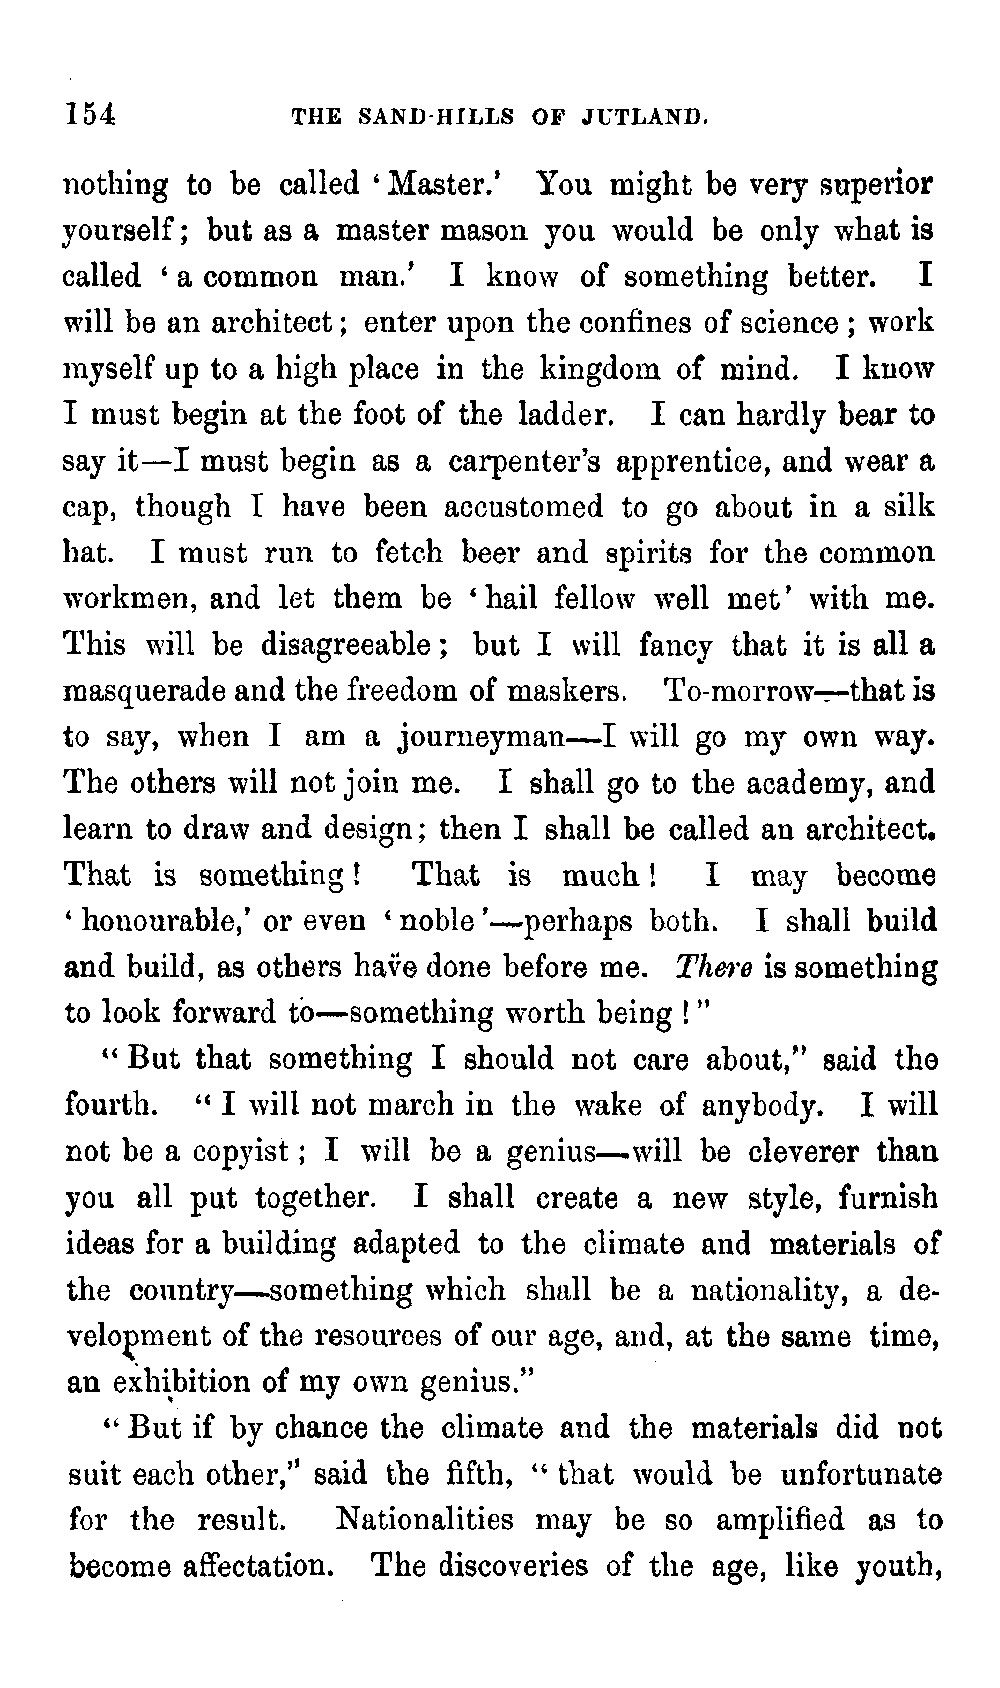 154 THE SAND-HILLS OF JUTLAND.
nothing to be called ‘Master.’ You might be very superior
yourself; but as a master mason you would be only what is
called ‘a common man.’ I know of something better. I
will be an architect; enter upon the confines of science; work
myself up to a high place in the kingdom of mind. I know
I must begin at the foot of the ladder. I can hardly bear to
say it—I must begin as a carpenter’s apprentice, and wear a
cap, though I have been accustomed to go about in a silk
hat. I must run to fetch beer and spirits for the common
workmen, and let them be ‘hail fellow well met’ with me.
This will be disagreeable; but I will fancy that it is all a
masquerade and the freedom of maskers. To-morrow—that is
to say, when I am a journeyman—I will go my own way.
The others will not join me. I shall go to the academy, and
learn to draw and design; then I shall be called an architect.
That is something! That is much! I may become
‘honourable,’ or even ‘noble’—perhaps both. I shall build
and build, as others have done before me. There is something
to look forward to—something worth being!”
“But that something I should not care about,” said the
fourth. “I will not march in the wake of anybody. I will
not be a copyist; I will be a genius—will be cleverer than
you all put together. I shall create a new style, furnish
ideas for a building adapted to the climate and materials of
the country—something which shall be a nationality, a de-
velopment of the resources of our age, and, at the same time,
an exhibition of my own genius.”
“But if by chance the climate and the materials did not
suit each other,” said the fifth, “that would be unfortunate
for the result. Nationalities may be so amplified as to
become affectation. The discoveries of the age, like youth,